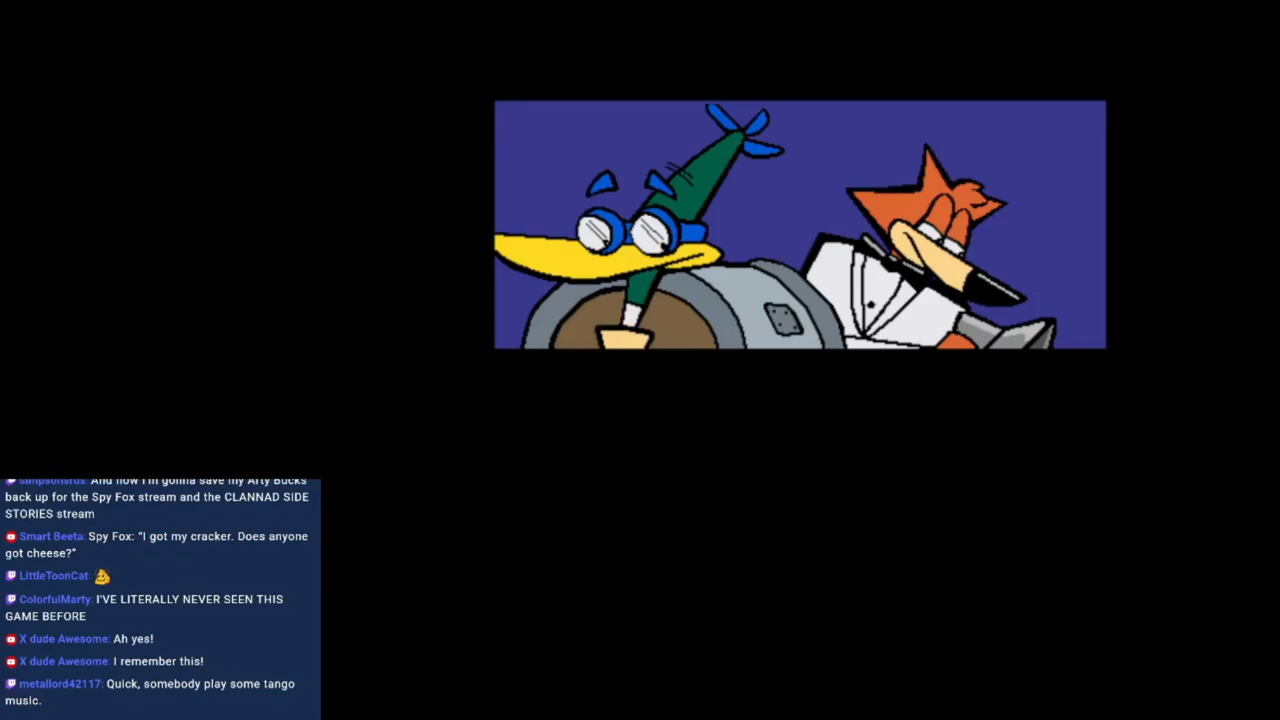 simpsonsfds: And now I'm gonna save my Arty Bucks
back up for the Spy Fox stream and the CLANNAD SIDE
STORIES stream
Smart Beeta: Spy Fox: “I got my cracker. Does anyone
got cheese?”
LittleToonCat:
ColorfulMarty: I'VE LITERALLY NEVER SEEN THIS
GAME BEFORE
X dude Awesome: Ah yes!
X dude Awesome: I remember this!
metallord42117: Quick, somebody play some tango
music.